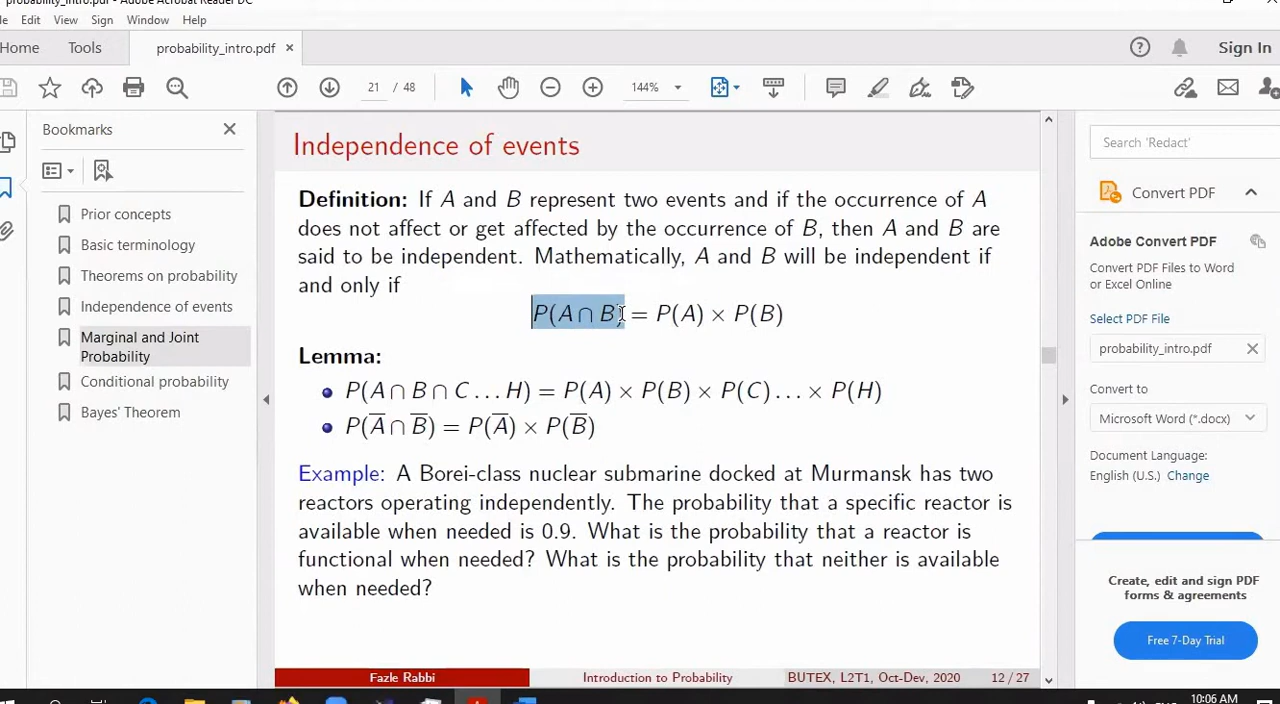 probability_intro.pdf - Adobe Acrobat Reader DC
Edit View Sign Window Help
Home Tools probability_intro.pdf × Sign In
21 / 48 144%
Bookmarks
Prior concepts
Basic terminology
Theorems on probability
Independence of events
Marginal and Joint
Probability
Conditional probability
Bayes' Theorem
Independence of events
Definition: If A and B represent two events and if the occurrence of A
does not affect or get affected by the occurrence of B, then A and B are
said to be independent. Mathematically, A and B will be independent if
and only if
P(A ∩ B) = P(A) × P(B)
Lemma:
• P(A ∩ B ∩ C … H) = P(A) × P(B) × P(C) … × P(H)
• P(A̅ ∩ B̅) = P(A̅) × P(B̅)
Example: A Borei-class nuclear submarine docked at Murmansk has two
reactors operating independently. The probability that a specific reactor is
available when needed is 0.9. What is the probability that a reactor is
functional when needed? What is the probability that neither is available
when needed?
Fazle Rabbi Introduction to Probability BUTEX, L2T1, Oct-Dev, 2020 12 / 27
Search 'Redact'
Convert PDF
Adobe Convert PDF
Convert PDF Files to Word
or Excel Online
Select PDF File
probability_intro.pdf
Convert to
Microsoft Word (*.docx)
Document Language:
English (U.S.) Change
Create, edit and sign PDF
forms & agreements
Free 7-Day Trial
10:06 AM